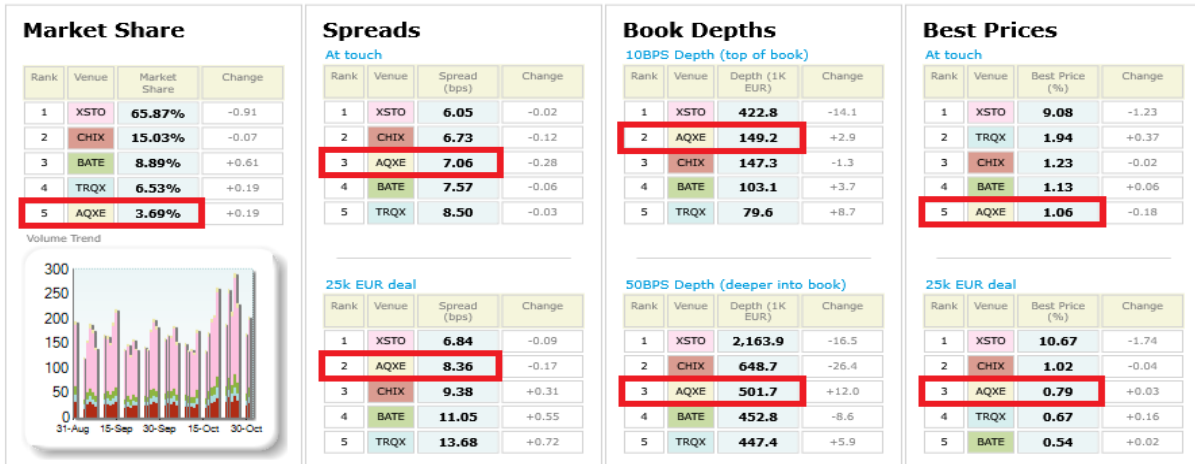 Market Share
Rank Venue Market Share Change
1 XSTO 65.87% -0.91
2 CHIX 15.03% -0.07
3 BATE 8.89% +0.61
4 TRQX 6.53% +0.19
5 AQXE 3.69% +0.19
Volume Trend
300
250
200
150
100
50
0
31-Aug 15-Sep 30-Sep 15-Oct 30-Oct
Spreads
At touch
Rank Venue Spread (bps) Change
1 XSTO 6.05 -0.02
2 CHIX 6.73 -0.12
3 AQXE 7.06 -0.28
4 BATE 7.57 -0.06
5 TRQX 8.50 -0.03
25k EUR deal
Rank Venue Spread (bps) Change
1 XSTO 6.84 -0.09
2 AQXE 8.36 -0.17
3 CHIX 9.38 +0.31
4 BATE 11.05 +0.55
5 TRQX 13.68 +0.72
Book Depths
10BPS Depth (top of book)
Rank Venue Depth (1K EUR) Change
1 XSTO 422.8 -14.1
2 AQXE 149.2 +2.9
3 CHIX 147.3 -1.3
4 BATE 103.1 +3.7
5 TRQX 79.6 +8.7
50BPS Depth (deeper into book)
Rank Venue Depth (1K EUR) Change
1 XSTO 2,163.9 -16.5
2 CHIX 648.7 -26.4
3 AQXE 501.7 +12.0
4 BATE 452.8 -8.6
5 TRQX 447.4 +5.9
Best Prices
At touch
Rank Venue Best Price (%) Change
1 XSTO 9.08 -1.23
2 TRQX 1.94 +0.37
3 CHIX 1.23 -0.02
4 BATE 1.13 +0.06
5 AQXE 1.06 -0.18
25k EUR deal
Rank Venue Best Price (%) Change
1 XSTO 10.67 -1.74
2 CHIX 1.02 -0.04
3 AQXE 0.79 +0.03
4 TRQX 0.67 +0.16
5 BATE 0.54 +0.02